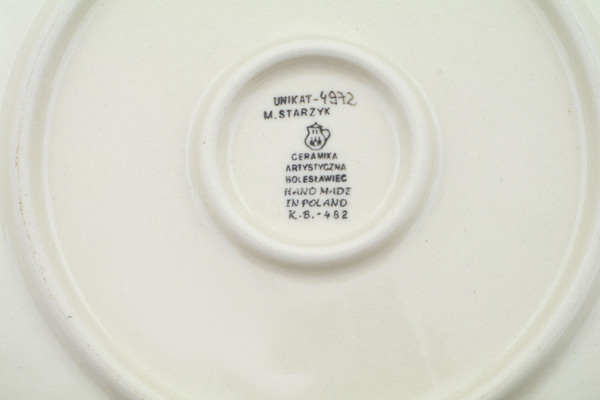 UNIKAT-4972
M.STARZYK
CERAMIKA
ARTYSTYCZNA
BOLESŁAWIEC
HAND MADE
IN POLAND
K.B.-482